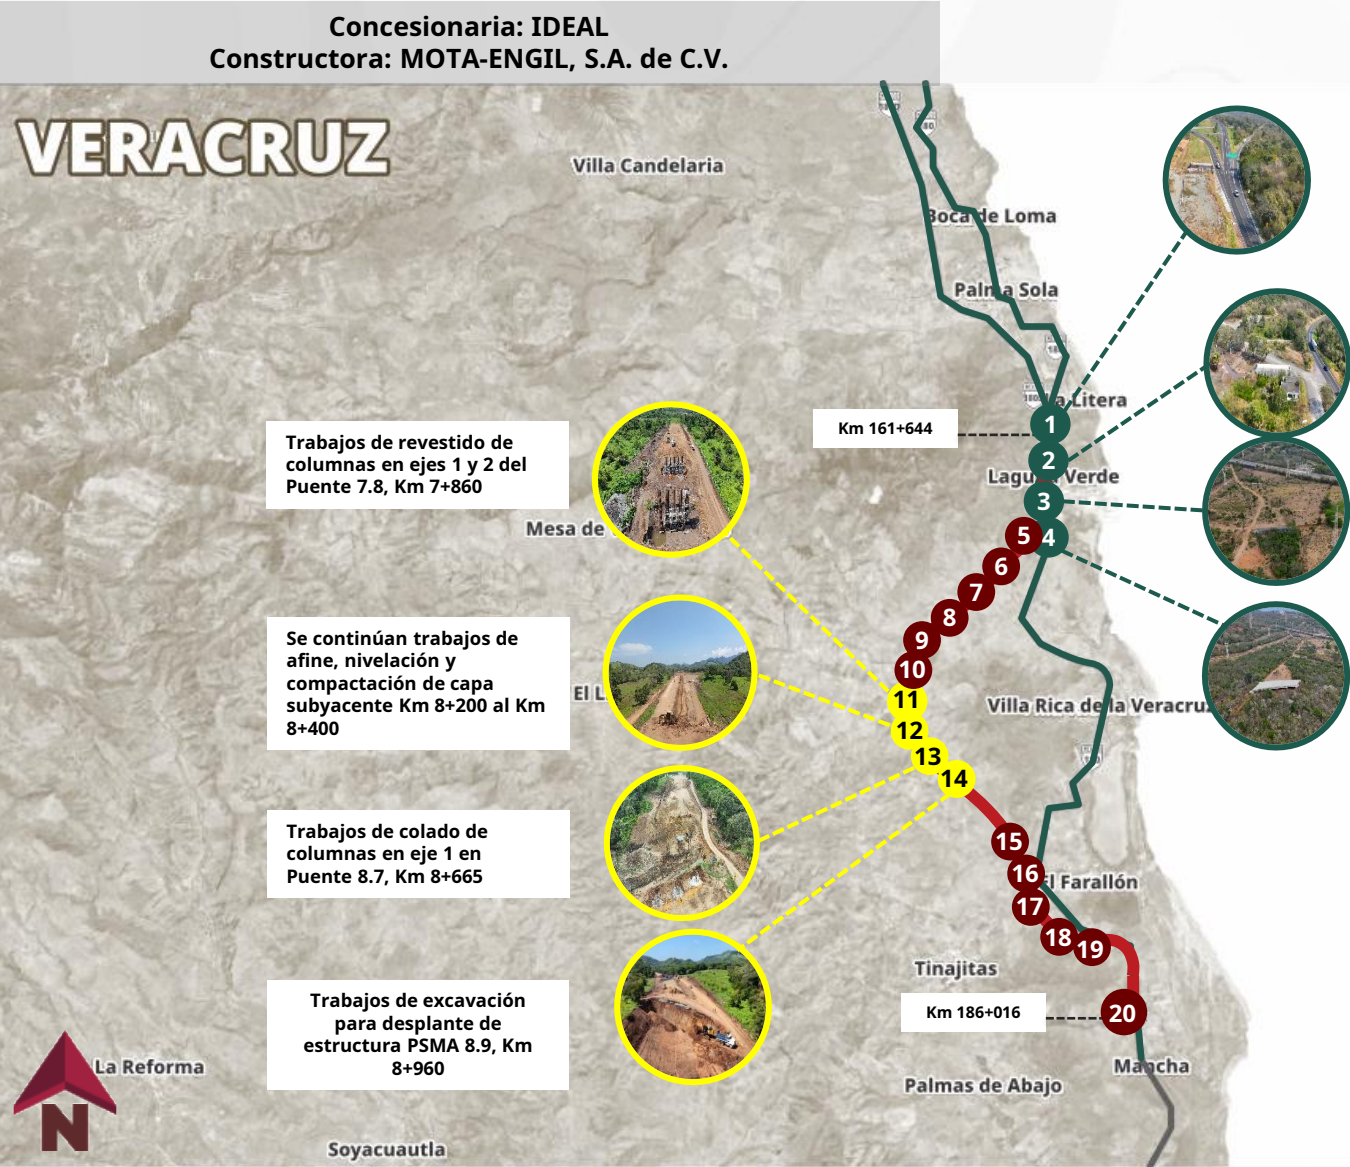 Concesionaria: IDEAL
Constructora: MOTA-ENGIL, S.A. de C.V.
VERACRUZ
Villa Candelaria
Boca de Loma
Palma Sola
La Litera
Km 161+644
1
2
Laguna Verde
3
4
5
6
7
8
9
10
11
12
13
14
15
16
17
18
19
20
Trabajos de revestido de
columnas en ejes 1 y 2 del
Puente 7.8, Km 7+860
Mesa de
Se continúan trabajos de
afine, nivelación y
compactación de capa
subyacente Km 8+200 al Km
8+400
El L
Villa Rica de la Veracruz
Trabajos de colado de
columnas en eje 1 en
Puente 8.7, Km 8+665
El Farallón
Tinajitas
Trabajos de excavación
para desplante de
estructura PSMA 8.9, Km
8+960
Km 186+016
La Reforma
Mancha
Palmas de Abajo
N
Soyacuautla